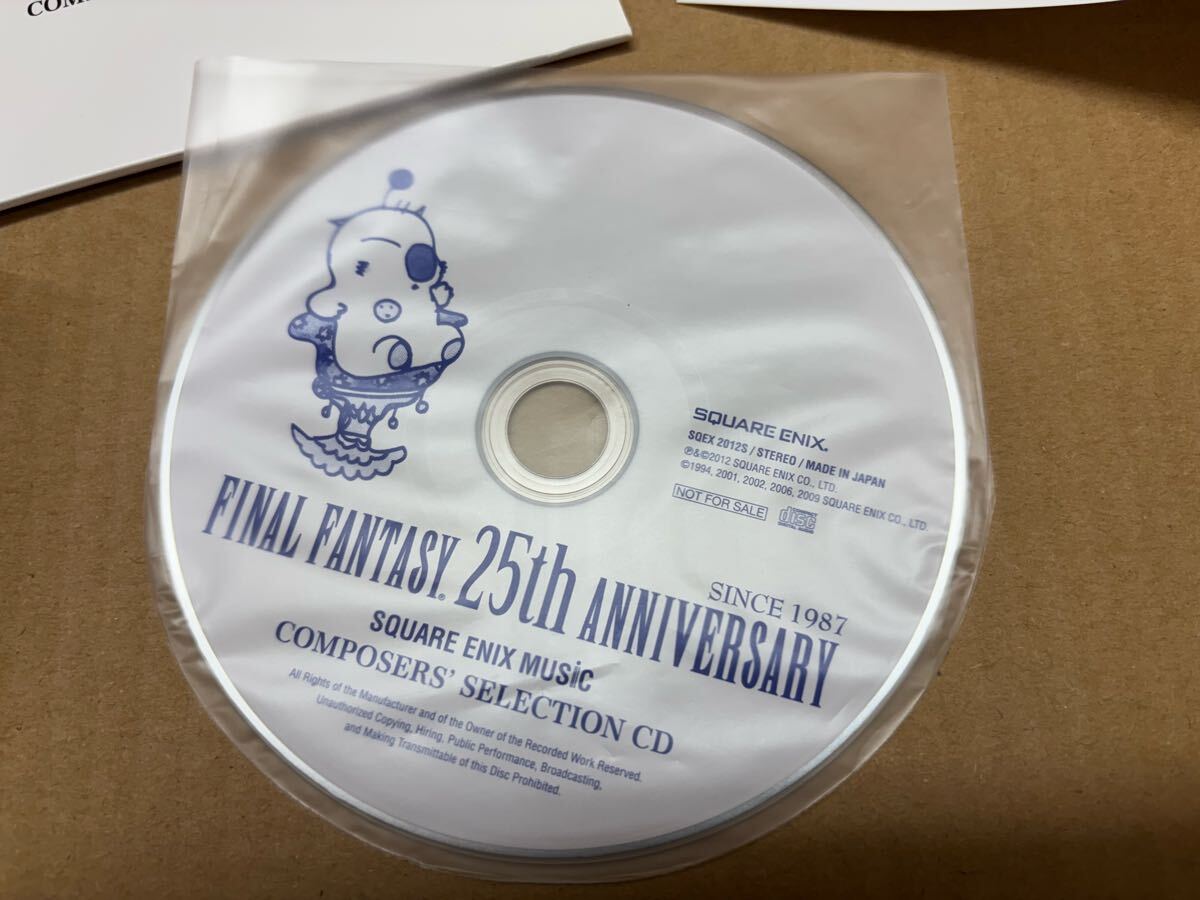 COM
SQUARE ENIX.
SQEX 2012S / STEREO / MADE IN JAPAN
℗&©2012 SQUARE ENIX CO., LTD.
©1994, 2001, 2002, 2006, 2009 SQUARE ENIX CO., LTD.
NOT FOR SALE
disc
DIGITAL AUDIO
SINCE 1987
FINAL FANTASY® 25th ANNIVERSARY
SQUARE ENIX MUSiC
COMPOSERS' SELECTION CD
All Rights of the Manufacturer and of the Owner of the Recorded Work Reserved.
Unauthorized Copying, Hiring, Public Performance, Broadcasting,
and Making Transmittable of this Disc Prohibited.